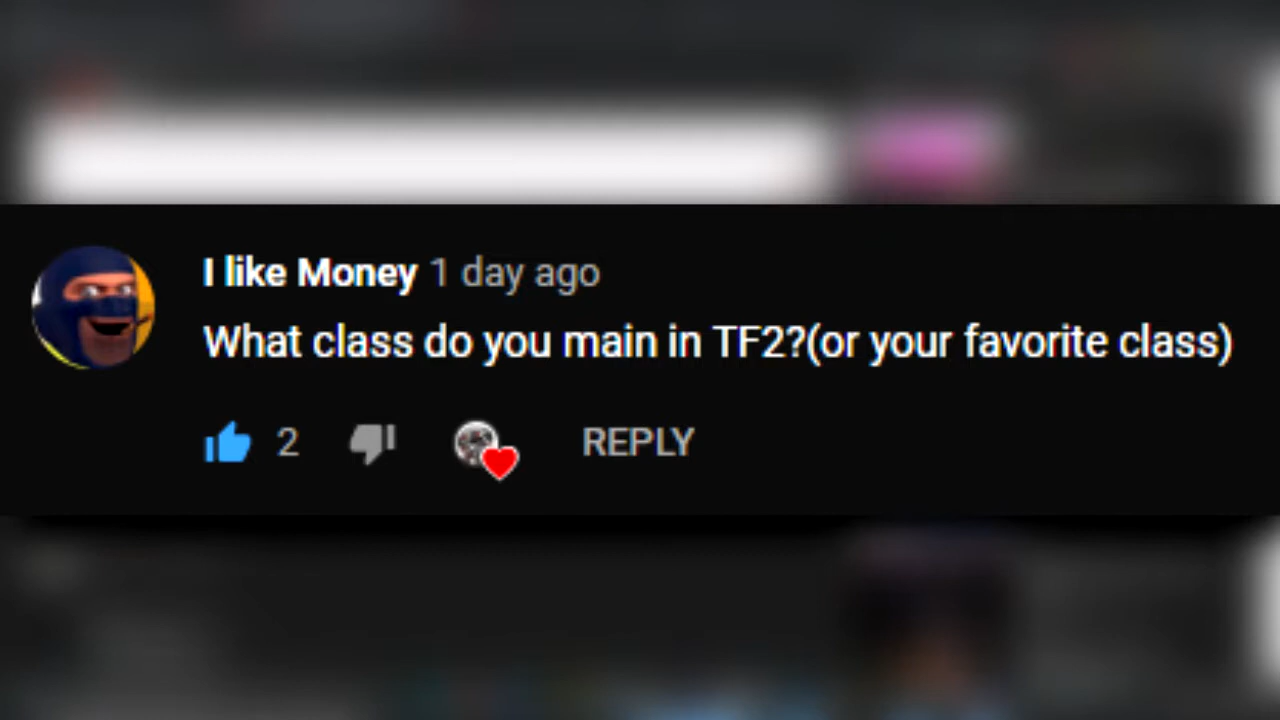 I like Money 1 day ago
What class do you main in TF2?(or your favorite class)
2 REPLY